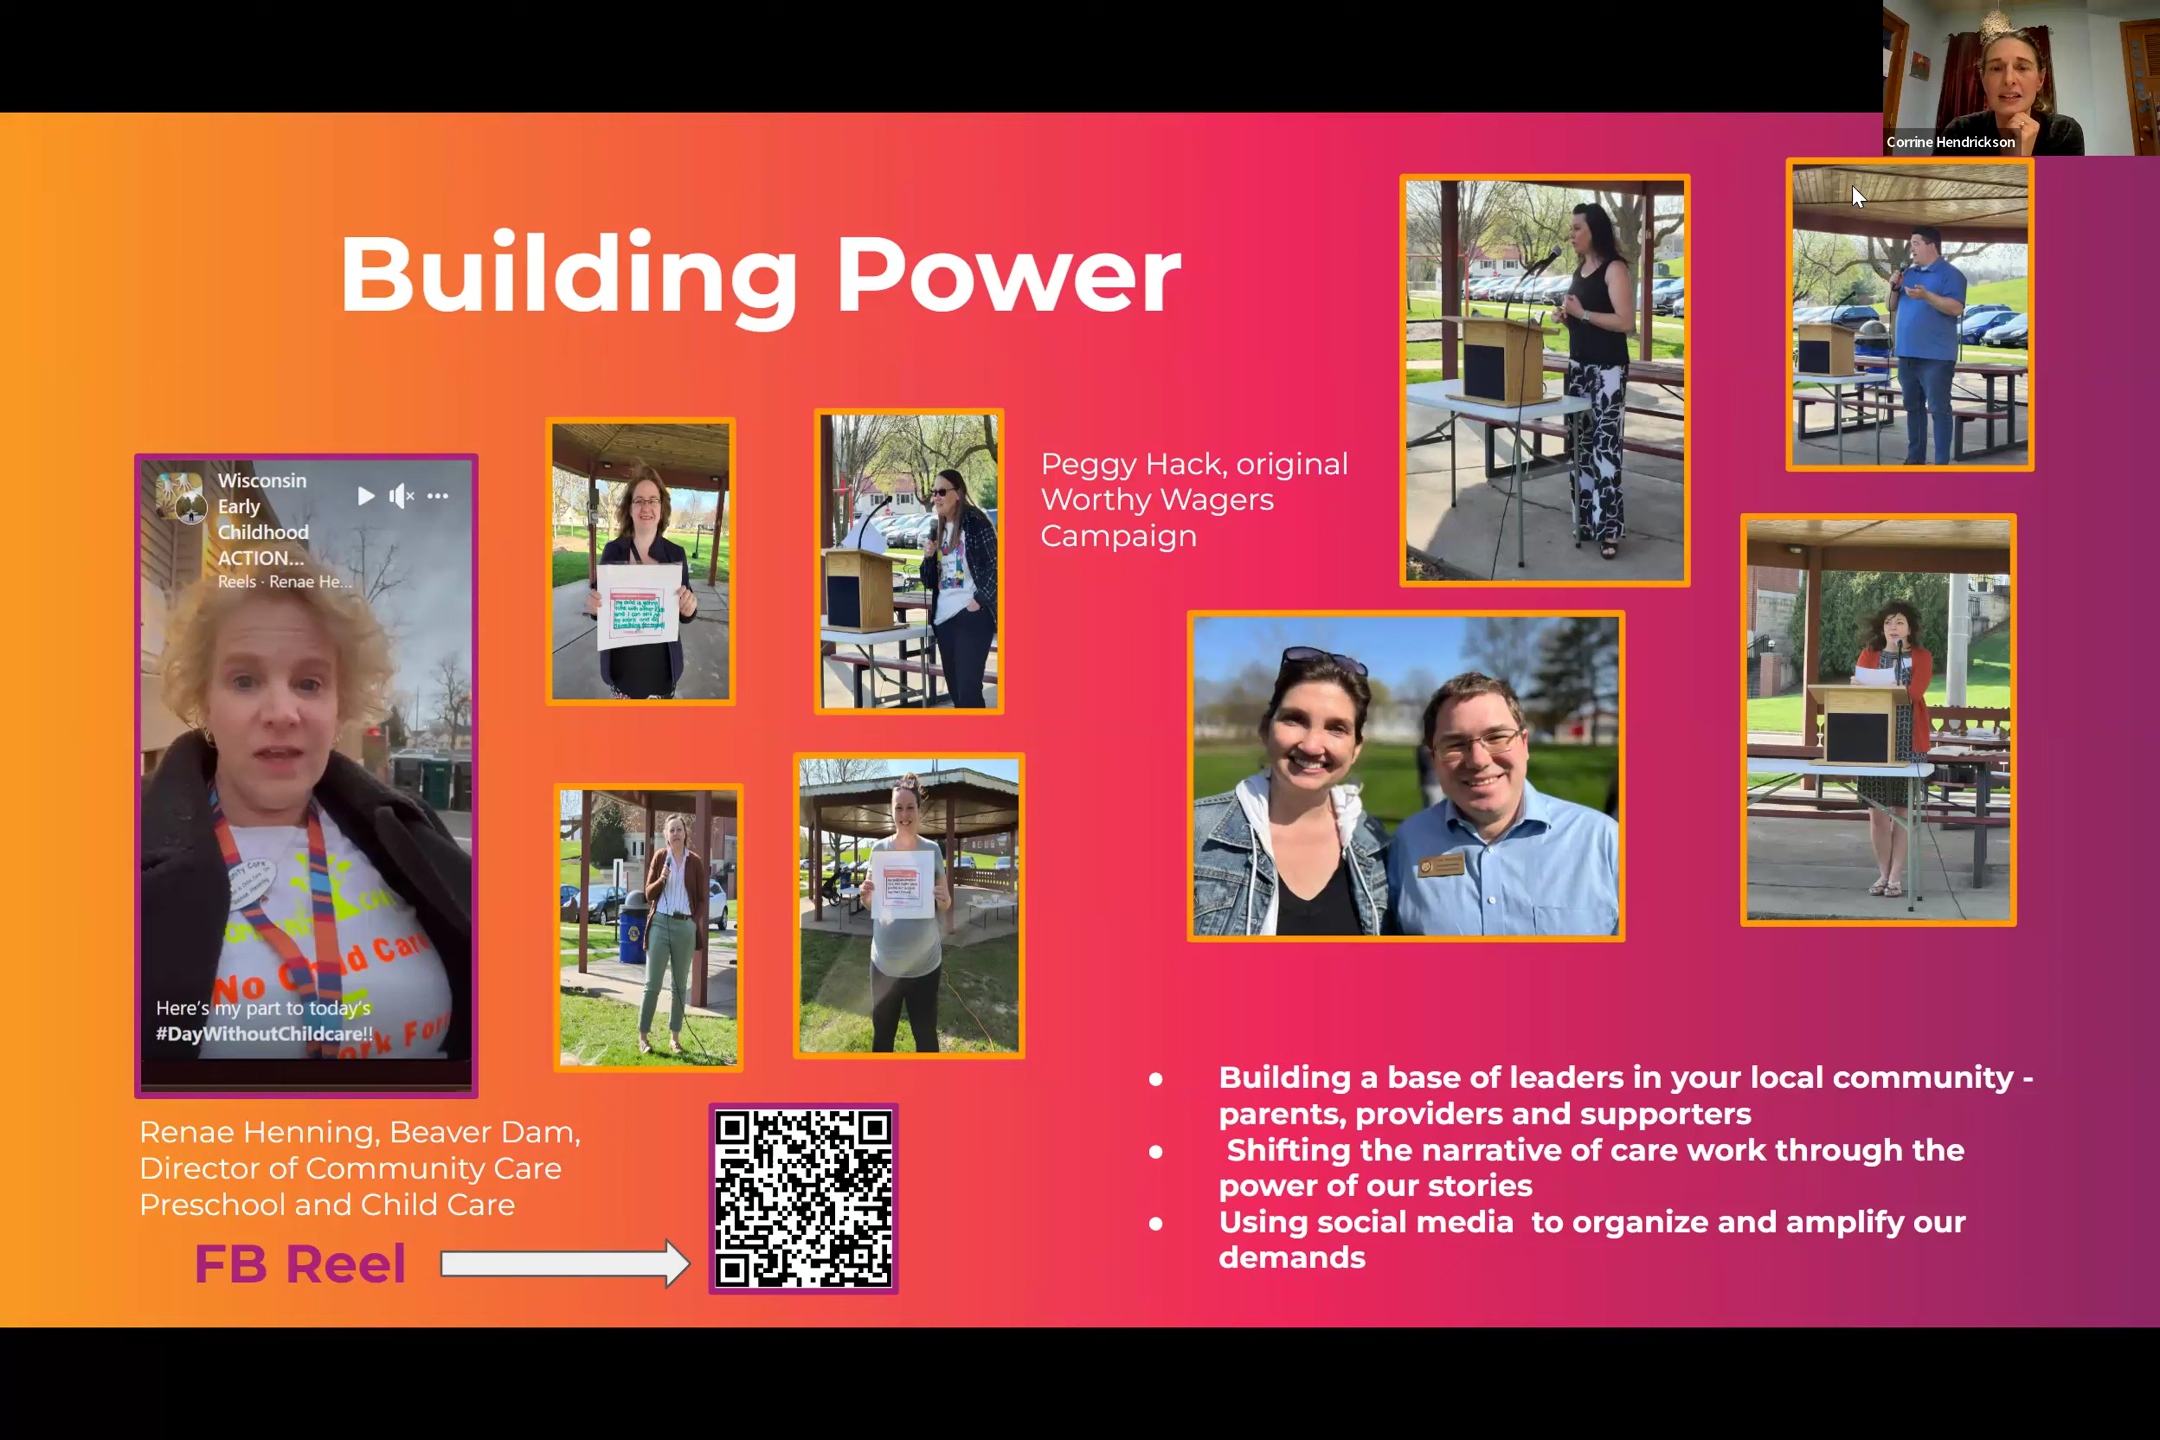 Corrine Hendrickson
Building Power
Wisconsin
Early
Childhood
ACTION...
Reels · Renae He...
No Child Care
Here's my part to today's
#DayWithoutChildcare!!
Peggy Hack, original
Worthy Wagers
Campaign
Renae Henning, Beaver Dam,
Director of Community Care
Preschool and Child Care
FB Reel
● Building a base of leaders in your local community -
parents, providers and supporters
● Shifting the narrative of care work through the
power of our stories
● Using social media to organize and amplify our
demands